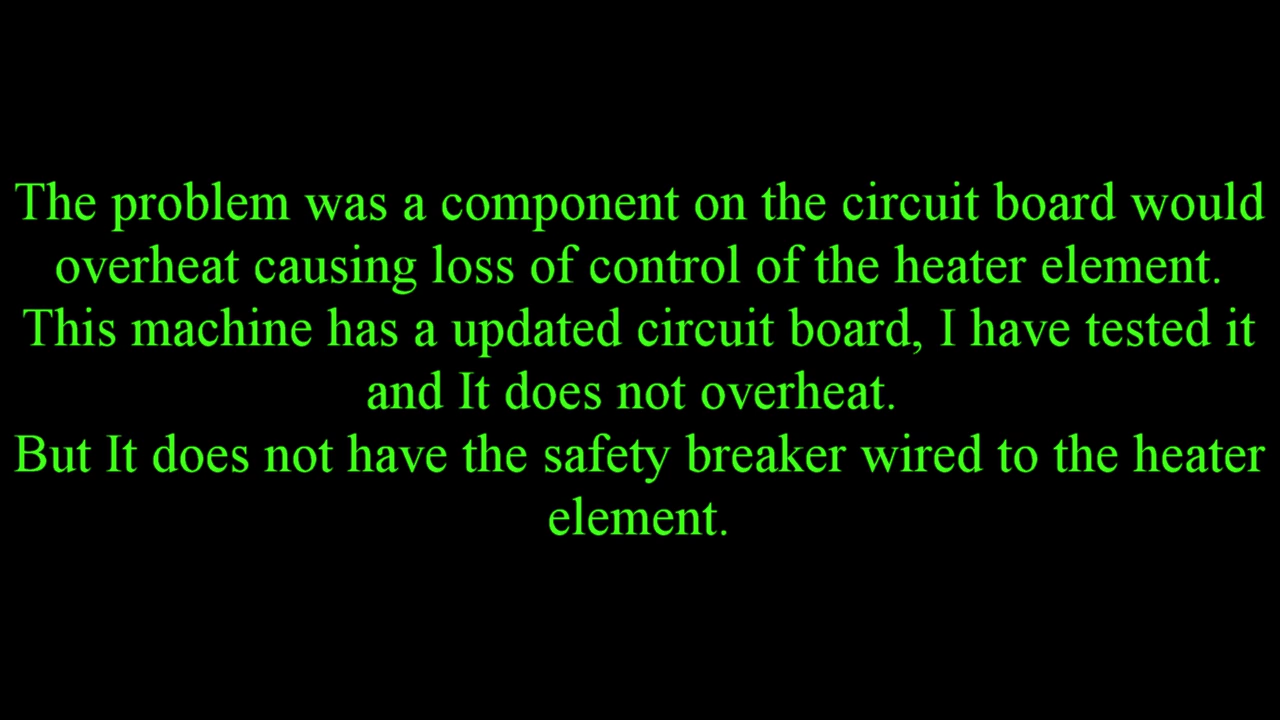 The problem was a component on the circuit board would
overheat causing loss of control of the heater element.
This machine has a updated circuit board, I have tested it
and It does not overheat.
But It does not have the safety breaker wired to the heater
element.